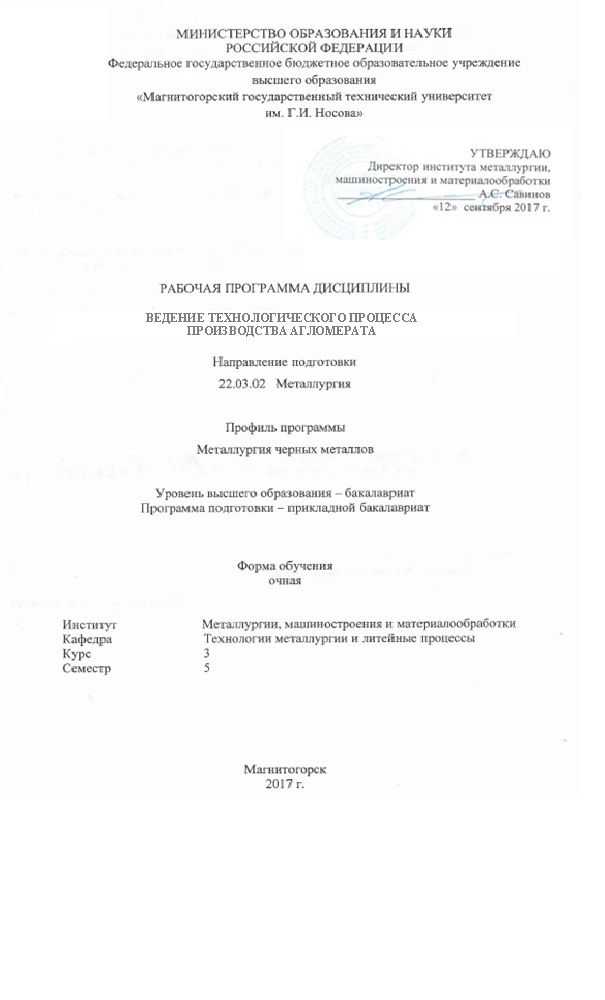 МИНИСТЕРСТВО ОБРАЗОВАНИЯ И НАУКИ
РОССИЙСКОЙ ФЕДЕРАЦИИ
Федеральное государственное бюджетное образовательное учреждение
высшего образования
«Магнитогорский государственный технический университет
им. Г.И. Носова»
УТВЕРЖДАЮ
Директор института металлургии,
машиностроения и материалообработки
А.С. Савинов
«12» сентября 2017 г.
РАБОЧАЯ ПРОГРАММА ДИСЦИПЛИНЫ
ВЕДЕНИЕ ТЕХНОЛОГИЧЕСКОГО ПРОЦЕССА
ПРОИЗВОДСТВА АГЛОМЕРАТА
Направление подготовки
22.03.02 Металлургия
Профиль программы
Металлургия черных металлов
Уровень высшего образования – бакалавриат
Программа подготовки – прикладной бакалавриат
Форма обучения
очная
Институт Металлургии, машиностроения и материалообработки
Кафедра Технологии металлургии и литейные процессы
Курс 3
Семестр 5
Магнитогорск
2017 г.